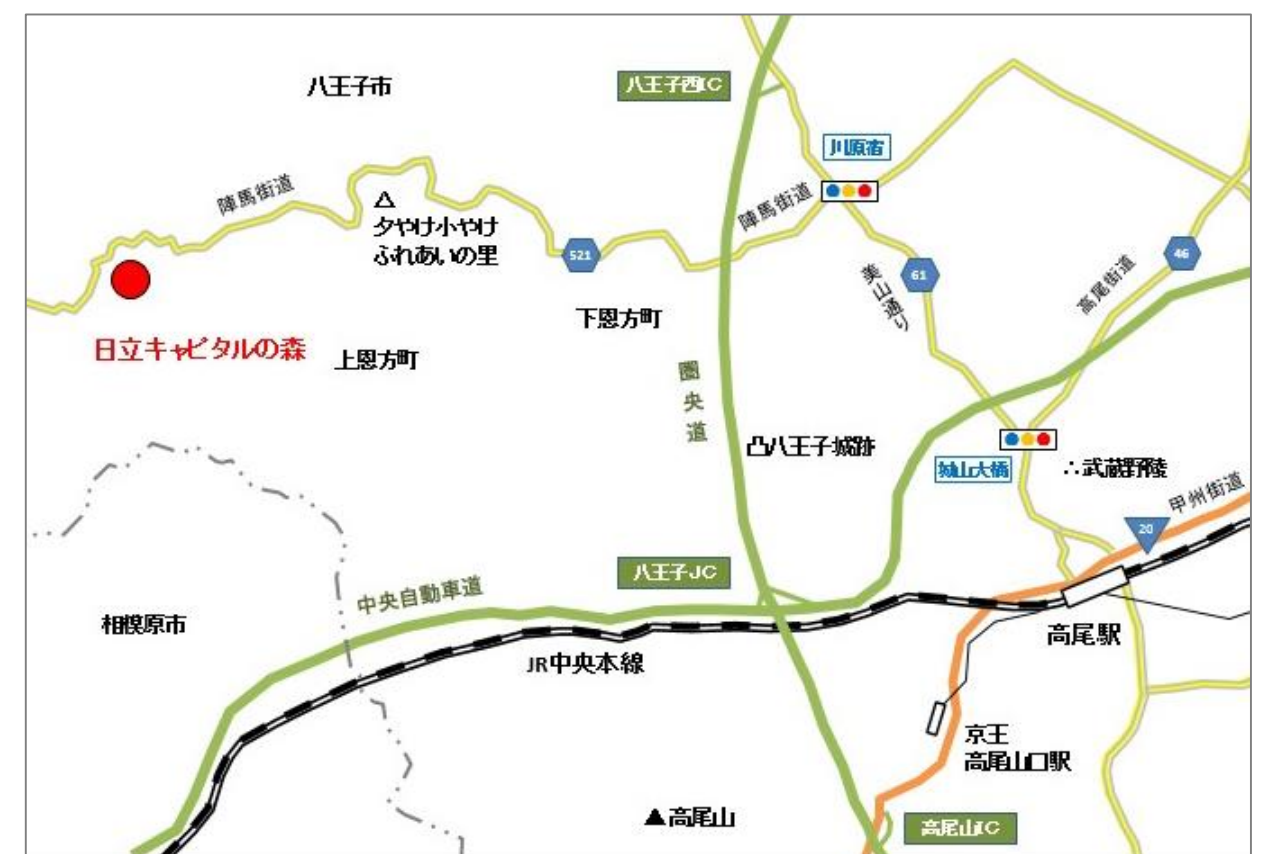 八王子市
八王子西IC
川原宿
陣馬街道
陣馬街道
夕やけ小やけ
ふれあいの里
521
46
61
美山通り
高尾街道
下恩方町
日立キャピタルの森
上恩方町
圏央道
凸八王子城跡
城山大橋
∴武蔵野陵
甲州街道
20
八王子JC
中央自動車道
相模原市
高尾駅
JR中央本線
京王
高尾山口駅
▲高尾山
高尾山IC